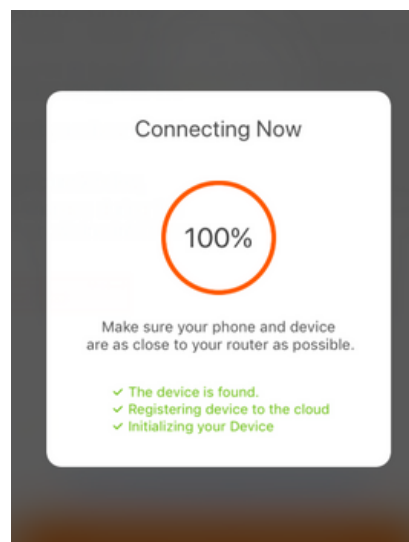 Connecting Now
100%
Make sure your phone and device
are as close to your router as possible.
✓ The device is found.
✓ Registering device to the cloud
✓ Initializing your Device